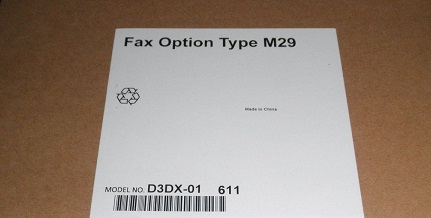 Fax Option Type M29
Made in China
MODEL NO. D3DX-01 611